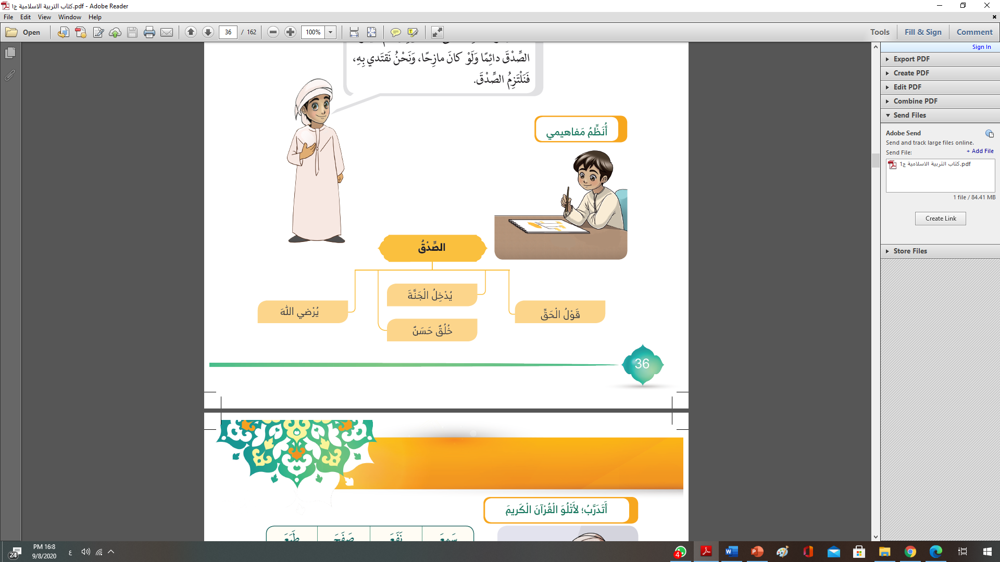 كتاب التربية الاسلامية ج1.pdf - Adobe Reader
File Edit View Window Help
Open 36 / 162 100% Tools Fill & Sign Comment
Sign In
Export PDF
Create PDF
Edit PDF
Combine PDF
Send Files
Adobe Send
Send and track large files online.
Send File: + Add File
كتاب التربية الاسلامية ج1.pdf
1 file / 84.41 MB
Create Link
Store Files
الصِّدْقَ دائِمًا وَلَوْ كانَ مازِحًا، وَنَحْنُ نَقتَدي بِهِ،
فَنَلْتَزِمُ الصِّدْقَ.
أُنَظِّمُ مَفاهيمي
الصِّدْقُ
قَوْلُ الْحَقِّ
يُدْخِلُ الْجَنَّةَ
خُلُقٌ حَسَنٌ
يُرْضي اللهَ
36
أَتَدَرَّبُ؛ لأَتْلُوَ الْقُرْآنَ الْكَريمَ
سَمِعَ نَفَعَ صَفَحَ طَبَعَ
24 PM 16:8 ع 4
9/8/2020